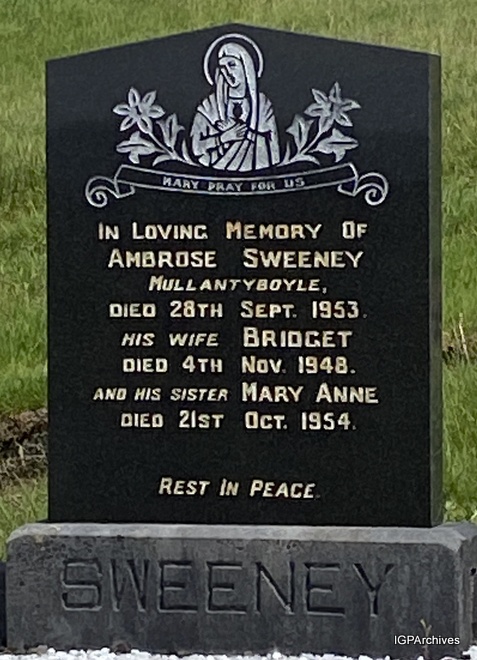 MARY PRAY FOR US
IN LOVING MEMORY OF
AMBROSE SWEENEY
MULLANTYBOYLE,
DIED 28TH SEPT. 1953.
HIS WIFE BRIDGET
DIED 4TH NOV. 1948.
AND HIS SISTER MARY ANNE
DIED 21ST OCT. 1954.
REST IN PEACE.
SWEENEY
IGPArchives